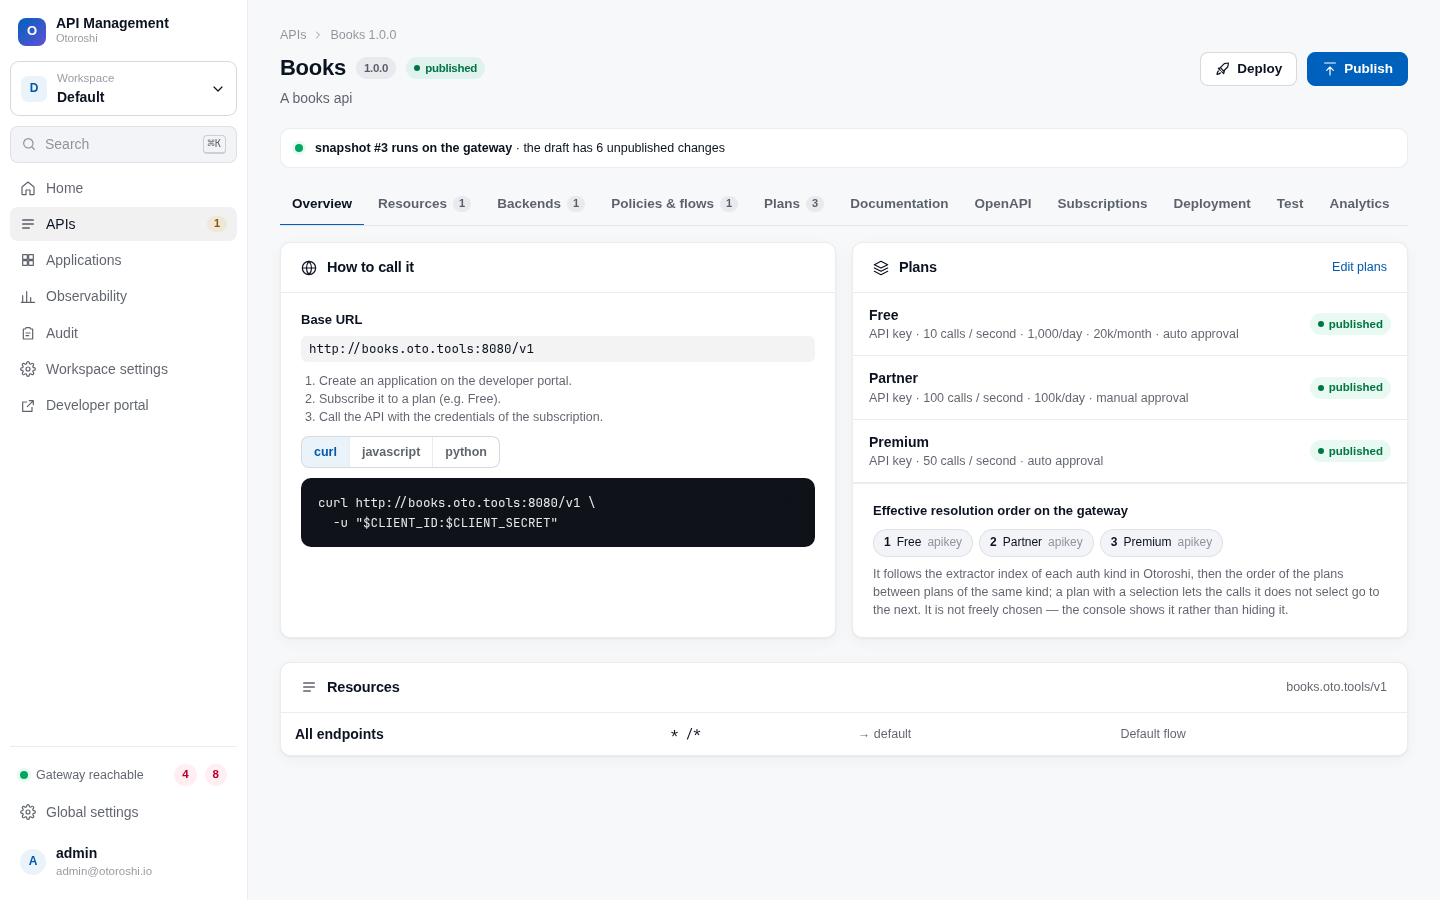 O
API Management
Otoroshi
D
Workspace
Default
Search
⌘K
Home
APIs
1
Applications
Observability
Audit
Workspace settings
Developer portal
Gateway reachable
4
8
Global settings
A
admin
admin@otoroshi.io
APIs
Books 1.0.0
Books
1.0.0
published
A books api
Deploy
Publish
snapshot #3 runs on the gateway · the draft has 6 unpublished changes
Overview
Resources 1
Backends 1
Policies & flows 1
Plans 3
Documentation
OpenAPI
Subscriptions
Deployment
Test
Analytics
How to call it
Base URL
http://books.oto.tools:8080/v1
1. Create an application on the developer portal.
2. Subscribe it to a plan (e.g. Free).
3. Call the API with the credentials of the subscription.
curl
javascript
python
curl http://books.oto.tools:8080/v1 \
-u "$CLIENT_ID:$CLIENT_SECRET"
Plans
Edit plans
Free
API key · 10 calls / second · 1,000/day · 20k/month · auto approval
published
Partner
API key · 100 calls / second · 100k/day · manual approval
published
Premium
API key · 50 calls / second · auto approval
published
Effective resolution order on the gateway
1 Free apikey
2 Partner apikey
3 Premium apikey
It follows the extractor index of each auth kind in Otoroshi, then the order of the plans
between plans of the same kind; a plan with a selection lets the calls it does not select go to
the next. It is not freely chosen — the console shows it rather than hiding it.
Resources
books.oto.tools/v1
All endpoints
* /*
→ default
Default flow